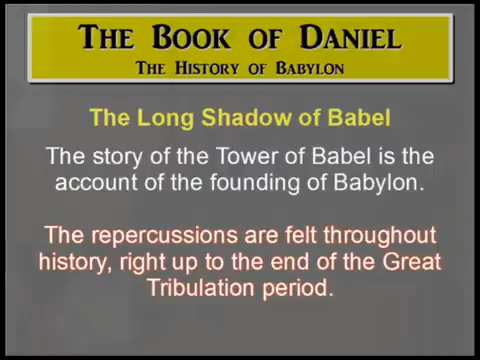 The Book of Daniel
The History of Babylon
The Long Shadow of Babel
The story of the Tower of Babel is the
account of the founding of Babylon.
The repercussions are felt throughout
history, right up to the end of the Great
Tribulation period.